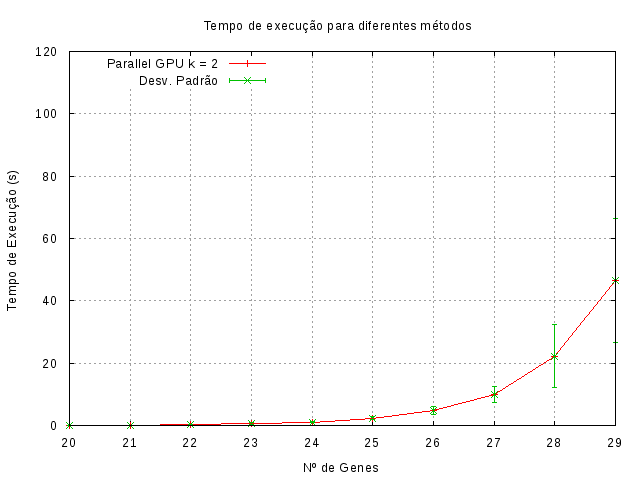 Tempo de execução para diferentes métodos
Parallel GPU k = 2
Desv. Padrão
Tempo de Execução (s)
120
100
80
60
40
20
0
20 21 22 23 24 25 26 27 28 29
Nº de Genes